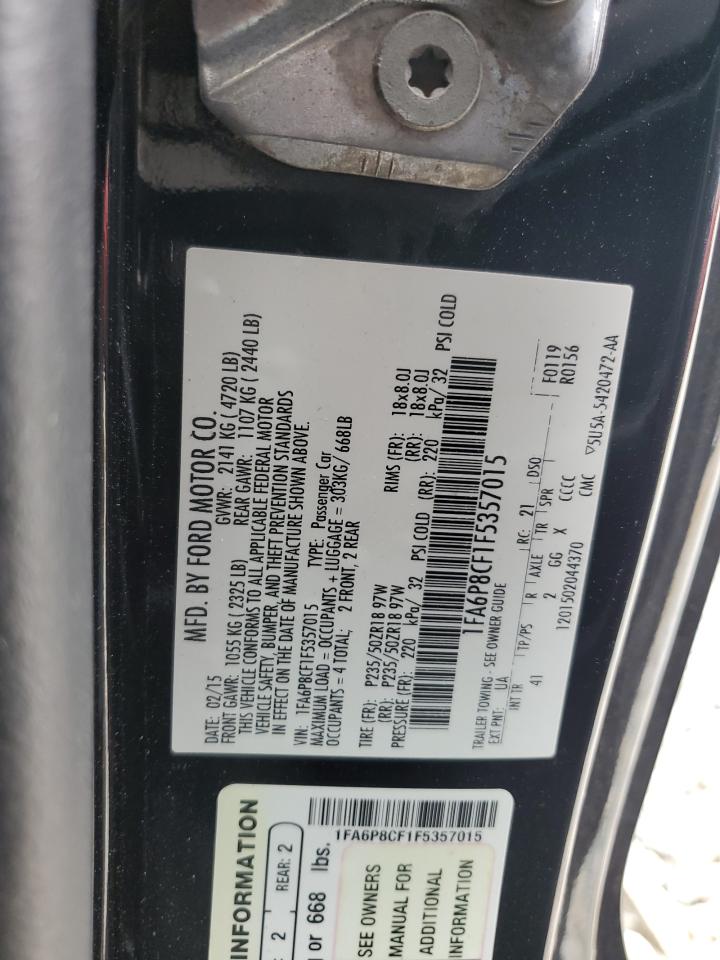 MFD. BY FORD MOTOR CO.
DATE: 02/15 GVWR: 2141 KG ( 4720 LB)
FRONT GAWR: 1055 KG ( 2325 LB) REAR GAWR: 1107 KG ( 2440 LB)
THIS VEHICLE CONFORMS TO ALL APPLICABLE FEDERAL MOTOR
VEHICLE SAFETY, BUMPER, AND THEFT PREVENTION STANDARDS
IN EFFECT ON THE DATE OF MANUFACTURE SHOWN ABOVE.
VIN: 1FA6P8CF1F5357015 TYPE: Passenger Car
MAXIMUM LOAD = OCCUPANTS + LUGGAGE = 303KG/ 668LB
OCCUPANTS = 4 TOTAL; 2 FRONT, 2 REAR
TIRE (FR): P235/50ZR18 97W RIMS (FR): 18x8.0J
(RR): P235/50ZR18 97W (RR): 18x8.0J
PRESSURE (FR): 220 kPa/ 32 PSI COLD (RR): 220 kPa/ 32 PSI COLD
1FA6P8CF1F5357015
TRAILER TOWING - SEE OWNER GUIDE
EXT PNT: UA RC: 21 DSO
INT TR TP/PS R AXLE TR SPR F0119
41 2 GG X CCCC R0156
1201502044370 CMC
▽5U5A-5420472-AA
INFORMATION
: 2 REAR: 2
or 668 lbs.
1FA6P8CF1F5357015
SEE OWNERS
MANUAL FOR
ADDITIONAL
INFORMATION